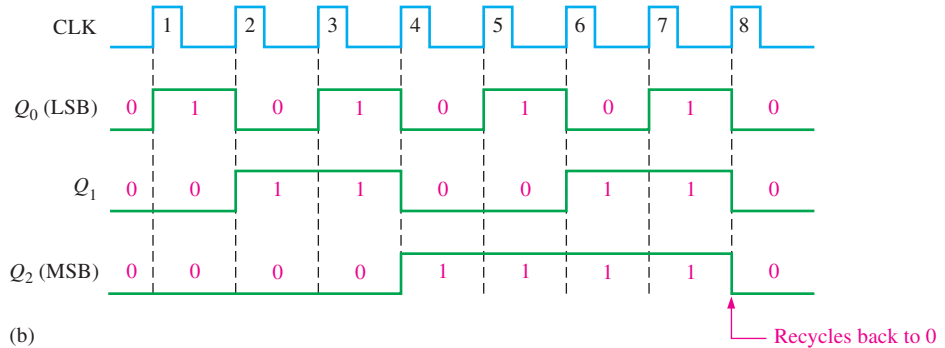 CLK 1 2 3 4 5 6 7 8
Q0 (LSB) 0 1 0 1 0 1 0 1 0
Q1 0 0 1 1 0 0 1 1 0
Q2 (MSB) 0 0 0 0 1 1 1 1 0
(b) Recycles back to 0